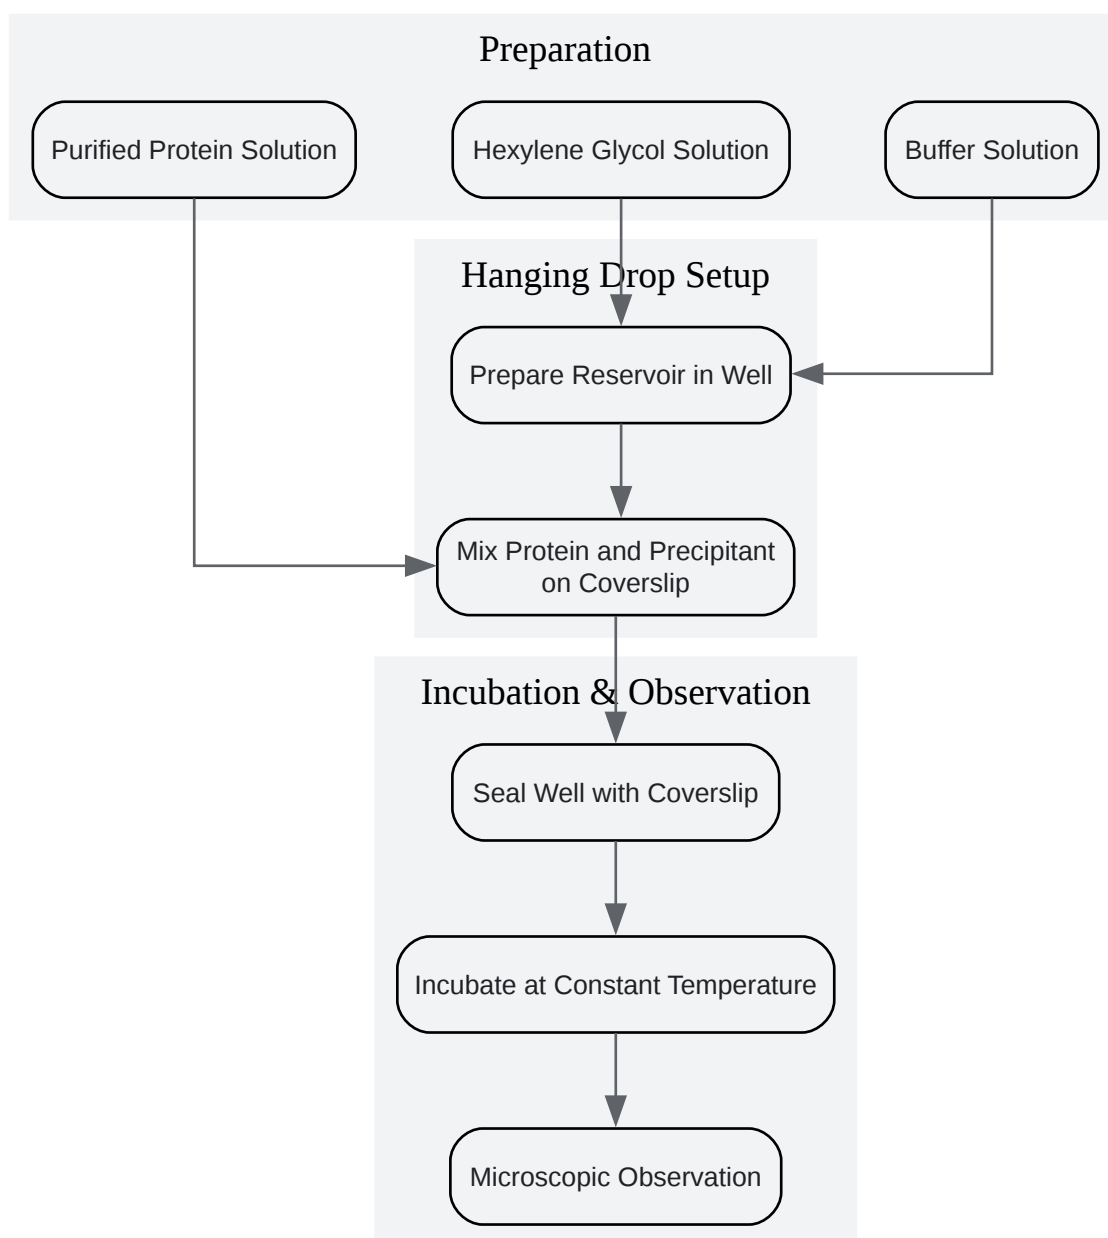 Preparation
Purified Protein Solution
Hexylene Glycol Solution
Buffer Solution
Hanging Drop Setup
Prepare Reservoir in Well
Mix Protein and Precipitant
on Coverslip
Incubation & Observation
Seal Well with Coverslip
Incubate at Constant Temperature
Microscopic Observation